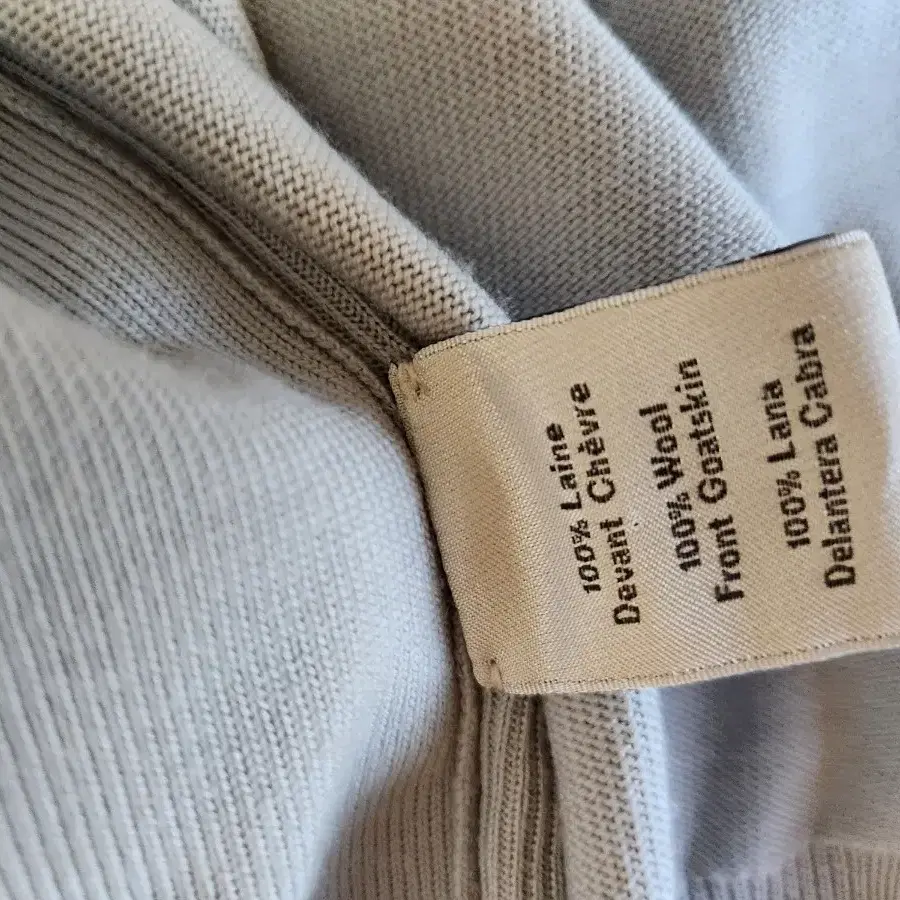 100% Laine
Devant Chèvre
100% Wool
Front Goatskin
100% Lana
Delantera Cabra